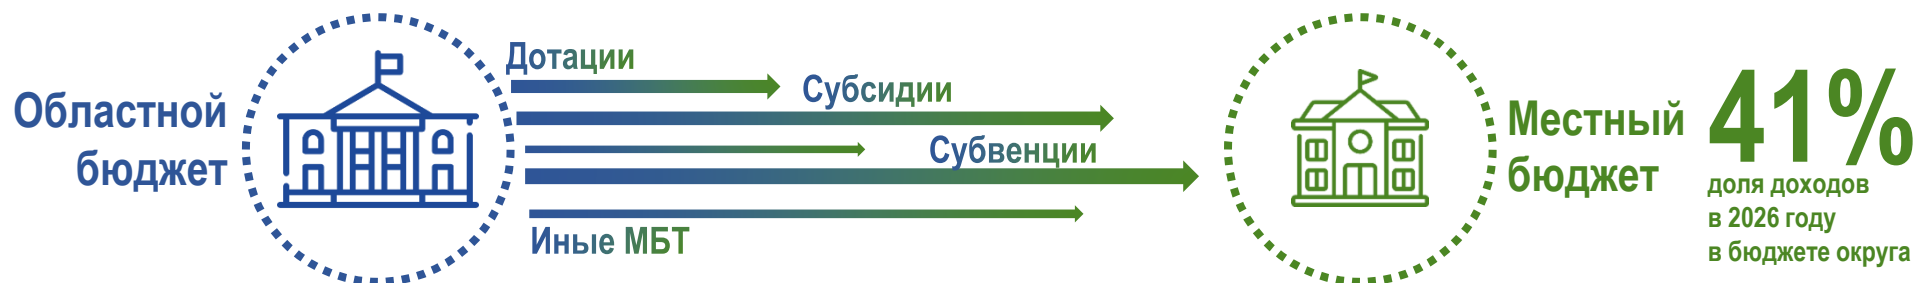 Областной
бюджет
Дотации
Субсидии
Субвенции
Иные МБТ
Местный
бюджет
41%
доля доходов
в 2026 году
в бюджете округа